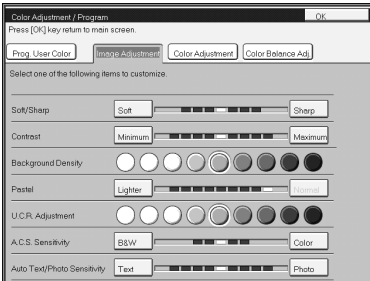 Color Adjustment / Program OK
Press [OK] key return to main screen.
Prog. User Color Image Adjustment Color Adjustment Color Balance Adj
Select one of the following items to customize.
Soft/Sharp Soft Sharp
Contrast Minimum Maximum
Background Density
Pastel Lighter Normal
U.C.R. Adjustment
A.C.S. Sensitivity B&W Color
Auto Text/Photo Sensitivity Text Photo